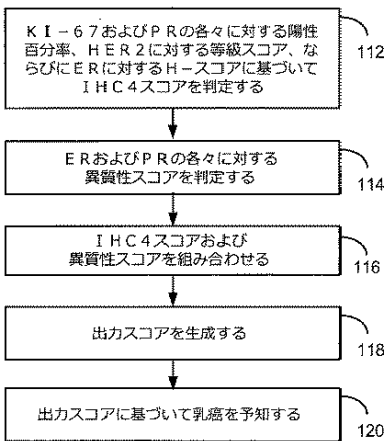 ＫＩ－６７およびＰＲの各々に対する陽性
百分率、ＨＥＲ２に対する等級スコア、な
らびにＥＲに対するＨ－スコアに基づいて
ＩＨＣ４スコアを判定する
112
ＥＲおよびＰＲの各々に対する
異質性スコアを判定する
114
ＩＨＣ４スコアおよび
異質性スコアを組み合わせる
116
出力スコアを生成する
118
出力スコアに基づいて乳癌を予知する
120